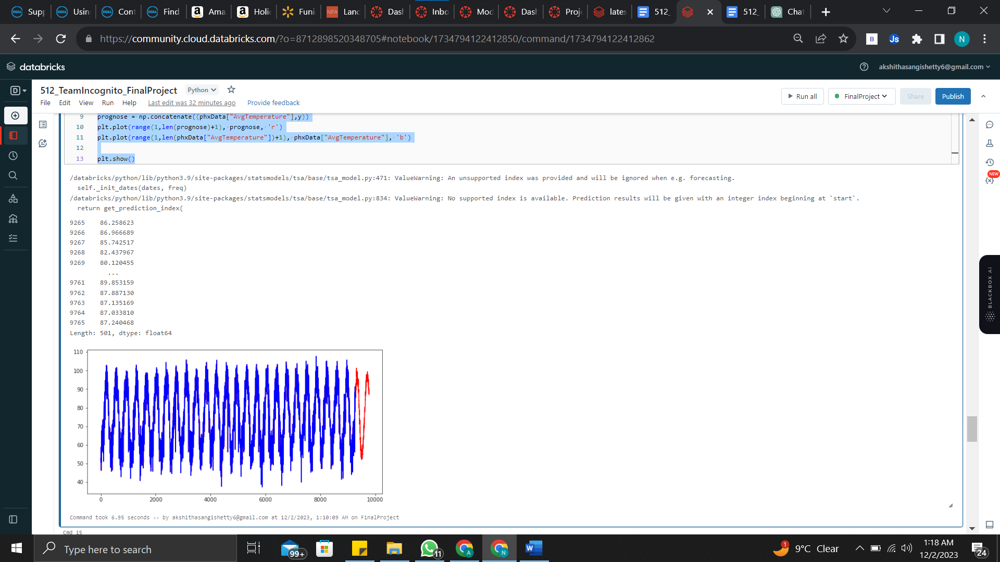 Supp
Usin
Cont
Find
Ama
Holid
Funi
NIFA
Land
Dash
Inbo
Mod
Dash
Proje
lates
512_
512_
Chat
https://community.cloud.databricks.com/?o=8712898520348705#notebook/1734794122412850/command/1734794122412862
B
Js
N
databricks
akshithasangishetty6@gmail.com
D
512_TeamIncognito_FinalProject
Python
File Edit View Run Help Last edit was 32 minutes ago Provide feedback
Run all
FinalProject
Share
Publish
9 prognose = np.concatenate((phxData["AvgTemperature"],y))
10 plt.plot(range(1,len(prognose)+1), prognose, 'r')
11 plt.plot(range(1,len(phxData["AvgTemperature"])+1), phxData["AvgTemperature"], 'b')
12
13 plt.show()
/databricks/python/lib/python3.9/site-packages/statsmodels/tsa/base/tsa_model.py:471: ValueWarning: An unsupported index was provided and will be ignored when e.g. forecasting.
self._init_dates(dates, freq)
/databricks/python/lib/python3.9/site-packages/statsmodels/tsa/base/tsa_model.py:834: ValueWarning: No supported index is available. Prediction results will be given with an integer index beginning at `start`.
return get_prediction_index(
9265 86.258623
9266 86.966689
9267 85.742517
9268 82.437967
9269 80.120455
...
9761 89.853159
9762 87.887130
9763 87.135169
9764 87.033810
9765 87.240468
Length: 501, dtype: float64
110
100
90
80
70
60
50
40
0 2000 4000 6000 8000 10000
Command took 6.95 seconds -- by akshithasangishetty6@gmail.com at 12/2/2023, 1:10:09 AM on FinalProject
Cmd 15
NEW
BLACKBOX AI
Type here to search
99+
11
A
N
W
1
9°C Clear
1:18 AM
12/2/2023
24